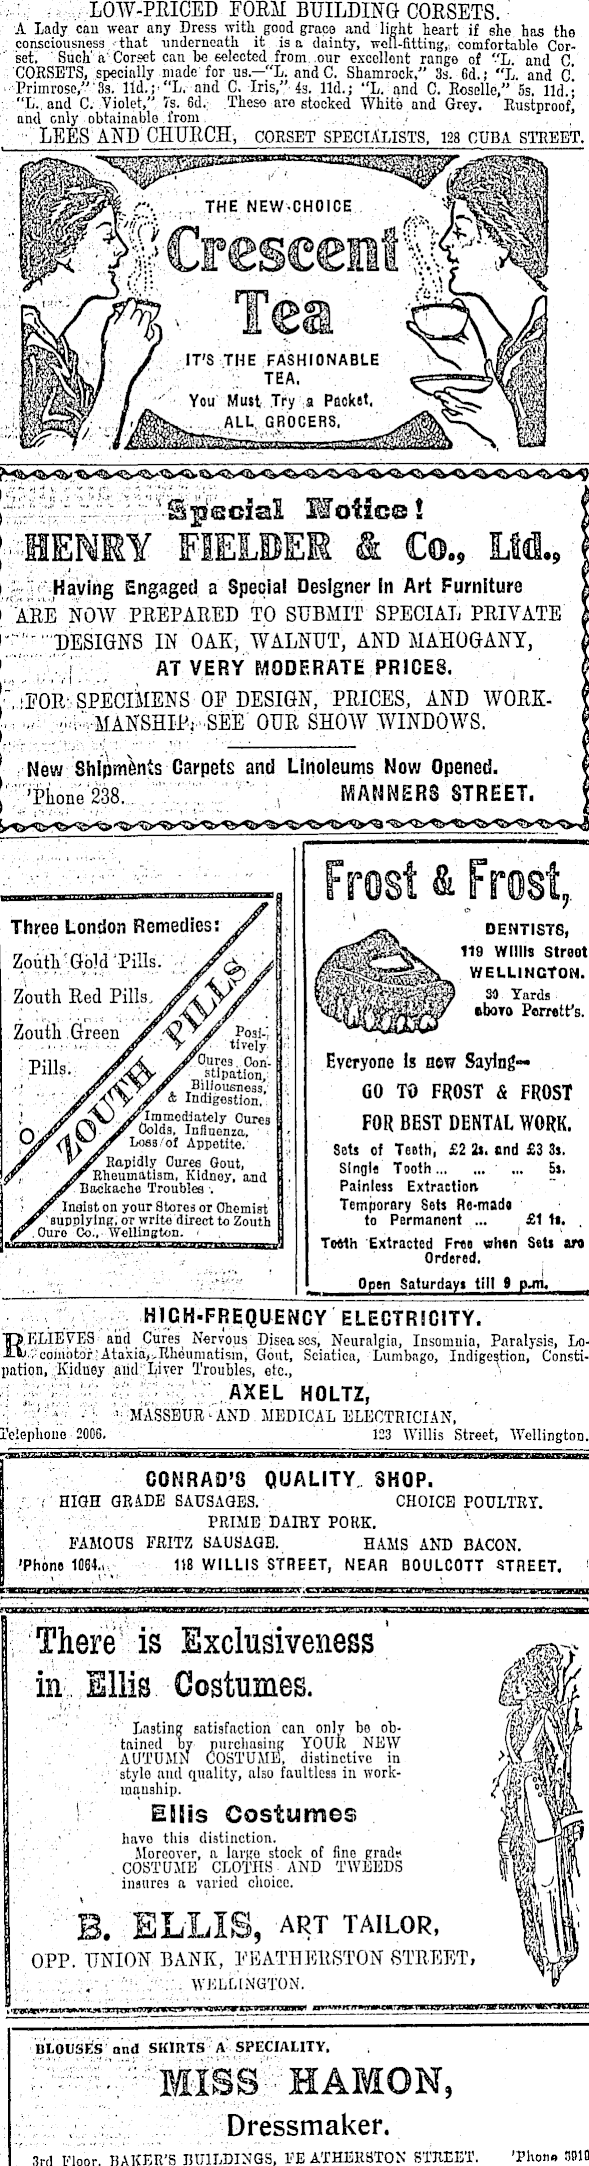 LOW-PRICED FORM BUILDING CORSETS.
A Lady can wear any Dress with good grace and light heart if she has the
consciousness that underneath it is a dainty, well-fitting, comfortable Cor-
set. Such a Corset can be selected from our excellent range of "L. and C.
CORSETS, specially made for us.—"L. and C. Shamrock," 3s. 6d.; "L. and C.
Primrose," 3s. 11d.; "L. and C. Iris," 4s. 11d.; "L. and C. Roselle," 5s. 11d.;
"L. and C. Violet," 7s. 6d. These are stocked White and Grey. Rustproof,
and only obtainable from
LEES AND CHURCH, CORSET SPECIALISTS, 128 CUBA STREET.
THE NEW CHOICE
Crescent
Tea
IT'S THE FASHIONABLE
TEA.
You Must Try a Packet.
ALL GROCERS.
Special Notice!
HENRY FIELDER & Co., Ltd.,
Having Engaged a Special Designer in Art Furniture
ARE NOW PREPARED TO SUBMIT SPECIAL PRIVATE
DESIGNS IN OAK, WALNUT, AND MAHOGANY,
AT VERY MODERATE PRICES.
FOR SPECIMENS OF DESIGN, PRICES, AND WORK-
MANSHIP, SEE OUR SHOW WINDOWS.
New Shipments Carpets and Linoleums Now Opened.
'Phone 238. MANNERS STREET.
Three London Remedies:
Zouth Gold Pills.
Zouth Red Pills.
Zouth Green
Pills.
ZOUTH PILLS
Posi-
tively
Cures Con-
stipation,
Biliousness,
& Indigestion.
Immediately Cures
Colds, Influenza,
Loss of Appetite.
Rapidly Cures Gout,
Rheumatism, Kidney, and
Backache Troubles.
Insist on your Stores or Chemist
supplying, or write direct to Zouth
Cure Co., Wellington.
Frost & Frost,
DENTISTS,
119 Willis Street
WELLINGTON.
30 Yards
above Perrett's.
Everyone is now Saying—
GO TO FROST & FROST
FOR BEST DENTAL WORK.
Sets of Teeth, £2 2s. and £3 3s.
Single Tooth ... ... ... 5s.
Painless Extraction
Temporary Sets Re-made
to Permanent ... £1 1s.
Teeth Extracted Free when Sets are
Ordered.
Open Saturdays till 9 p.m.
HIGH-FREQUENCY ELECTRICITY.
RELIEVES and Cures Nervous Diseases, Neuralgia, Insomnia, Paralysis, Lo-
comotor Ataxia, Rheumatism, Gout, Sciatica, Lumbago, Indigestion, Consti-
pation, Kidney and Liver Troubles, etc.,
AXEL HOLTZ,
MASSEUR AND MEDICAL ELECTRICIAN,
Telephone 2006. 123 Willis Street, Wellington.
CONRAD'S QUALITY SHOP.
HIGH GRADE SAUSAGES. CHOICE POULTRY.
PRIME DAIRY PORK.
FAMOUS FRITZ SAUSAGE. HAMS AND BACON.
'Phone 1064. 118 WILLIS STREET, NEAR BOULCOTT STREET.
There is Exclusiveness
in Ellis Costumes.
Lasting satisfaction can only be ob-
tained by purchasing YOUR NEW
AUTUMN COSTUME, distinctive in
style and quality, also faultless in work-
manship.
Ellis Costumes
have this distinction.
Moreover, a large stock of fine grade
COSTUME CLOTHS AND TWEEDS
insures a varied choice.
B. ELLIS, ART TAILOR,
OPP. UNION BANK, FEATHERSTON STREET,
WELLINGTON.
BLOUSES and SKIRTS A SPECIALITY.
MISS HAMON,
Dressmaker.
3rd Floor, BAKER'S BUILDINGS, FEATHERSTON STREET. 'Phone